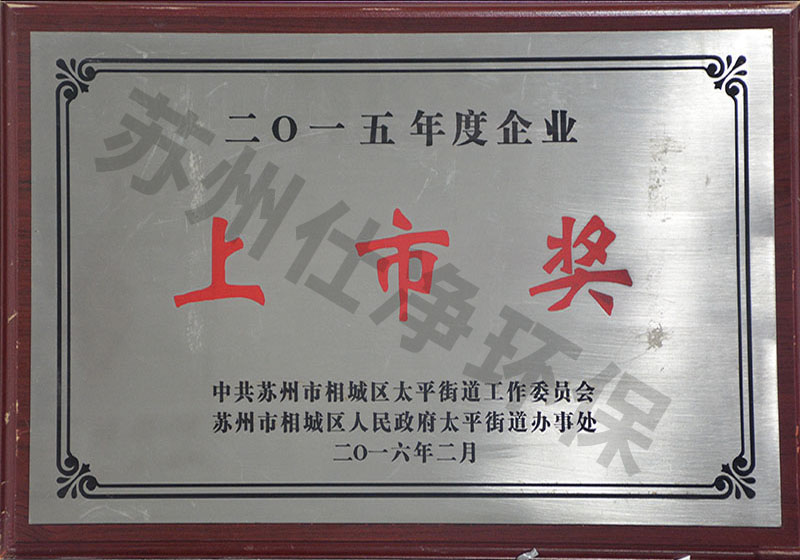 二〇一五年度企业
上市奖
中共苏州市相城区太平街道工作委员会
苏州市相城区人民政府太平街道办事处
二〇一六年二月
苏州仕净环保